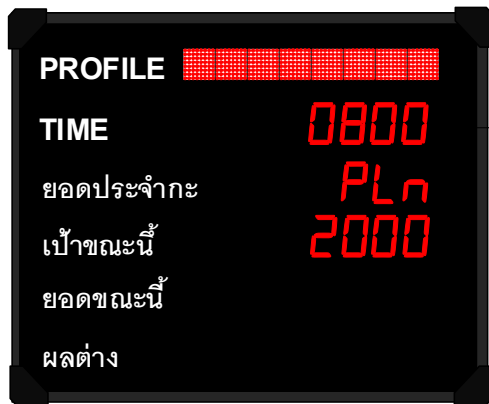 PROFILE
TIME 0800
ยอดประจำกะ PLn
เป้าขณะนี้ 2000
ยอดขณะนี้
ผลต่าง